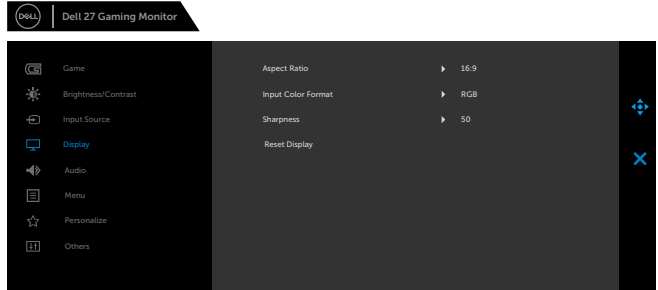 DELL
Dell 27 Gaming Monitor
Game
Brightness/Contrast
Input Source
Display
Audio
Menu
Personalize
Others
Aspect Ratio 16:9
Input Color Format RGB
Sharpness 50
Reset Display